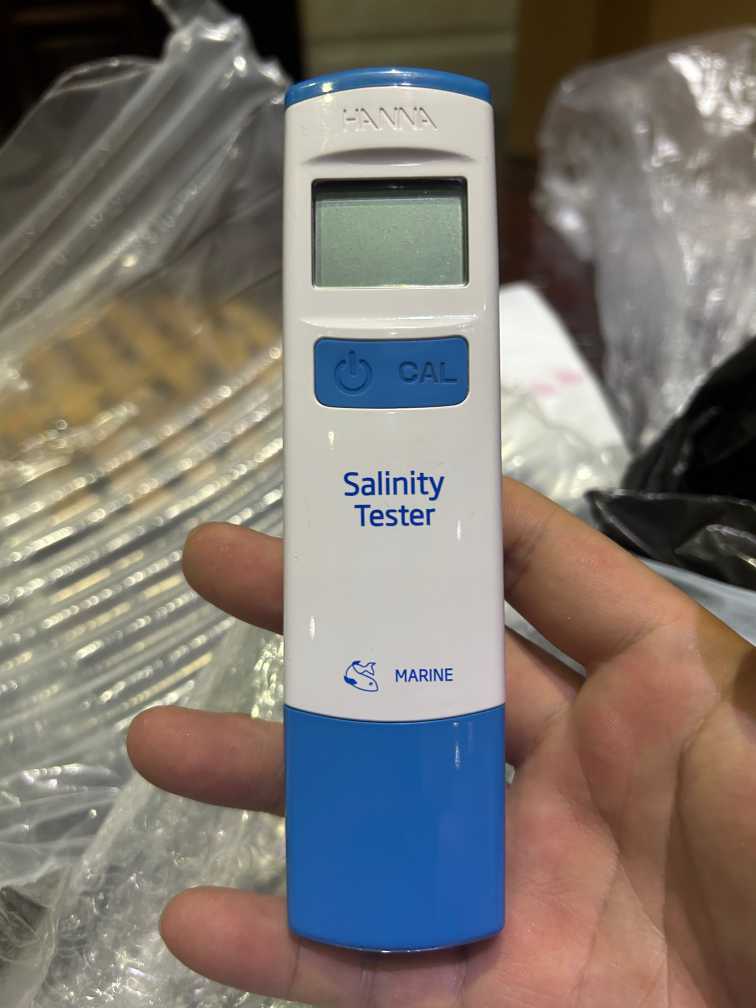 HANNA
CAL
Salinity
Tester
MARINE